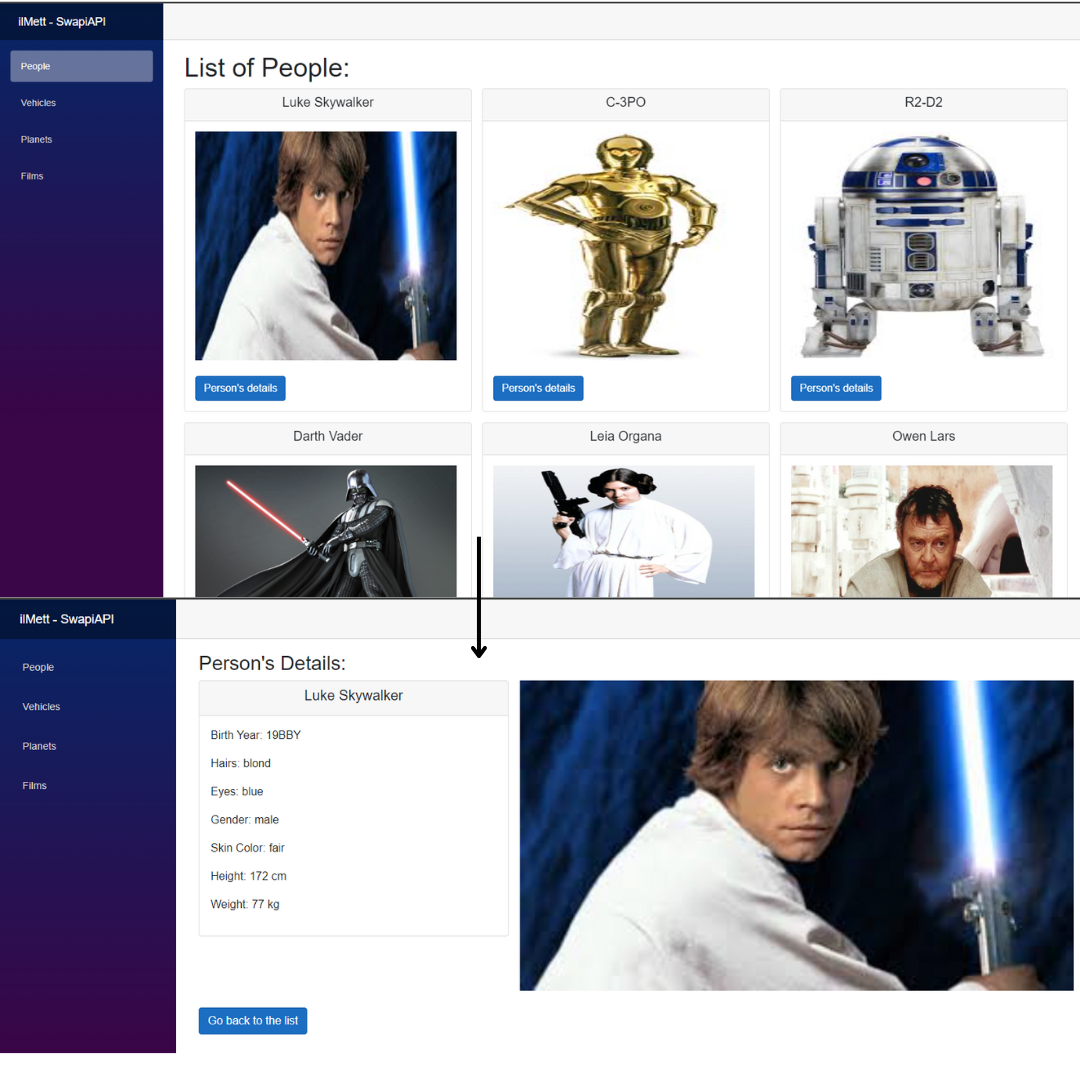 ilMett - SwapiAPI
People
Vehicles
Planets
Films
List of People:
Luke Skywalker
C-3PO
R2-D2
Person's details
Person's details
Person's details
Darth Vader
Leia Organa
Owen Lars
ilMett - SwapiAPI
People
Vehicles
Planets
Films
Person's Details:
Luke Skywalker
Birth Year: 19BBY
Hairs: blond
Eyes: blue
Gender: male
Skin Color: fair
Height: 172 cm
Weight: 77 kg
Go back to the list